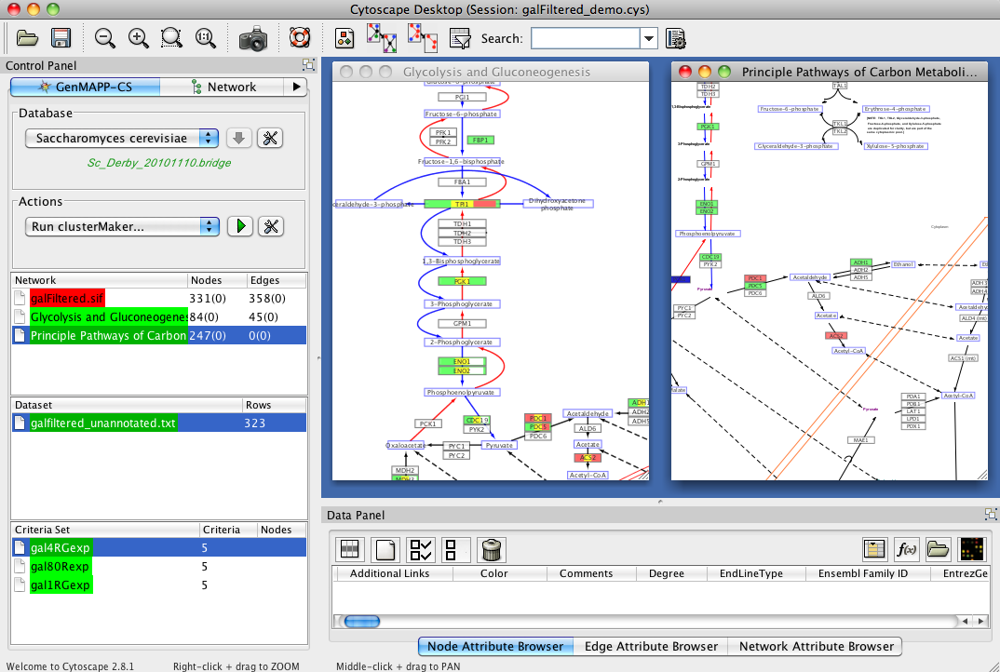 Cytoscape Desktop (Session: galFiltered_demo.cys)
Search:
Control Panel
GenMAPP-CS
Network
Database
Saccharomyces cerevisiae
Sc_Derby_20101110.bridge
Actions
Run clusterMaker...
Network Nodes Edges
galFiltered.sif 331(0) 358(0)
Glycolysis and Gluconeogenes 84(0) 45(0)
Principle Pathways of Carbon 247(0) 0(0)
Dataset Rows
galfiltered_unannotated.txt 323
Criteria Set Criteria Nodes
gal4RGexp 5
gal80Rexp 5
gal1RGexp 5
Glycolysis and Gluconeogenesis
PGI1
Fructose-6-phosphate
PFK1
PFK2
FBP1
Fructose-1,6-bisphosphate
FBA1
ceraldehyde-3-phosphate
TPI1
Dihydroxyacetone
phosphate
TDH1
TDH2
TDH3
1,3-Bisphosphoglycerate
PGK1
3-Phosphoglycerate
GPM1
2-Phosphoglycerate
ENO1
ENO2
Phosphoenolpyruvate
PCK1
CDC19
PYK2
PDC1
PDC5
PDC6
Acetaldehyde
ADH1
ADH2
ADH5
ALD6
Oxaloacetate
PYC1
PYC2
Pyruvate
Acetate
ACS2
Acetyl-CoA
MDH2
Principle Pathways of Carbon Metaboli...
TDH2
TDH3
PGK1
GPM1
ENO1
ENO2
Phosphoenolpyruvate
CDC19
PYK2
Pyruvate
PYC1
PYC2
TAL1
Fructose-6-phosphate
Erythrose-4-phosphate
TKL1
TKL2
Glyceraldehyde-3-phosphate
Xylulose-5-phosphate
Cytoplasm
PDC1
PDC5
PDC6
Acetaldehyde
ADH1
ADH2
ADH5
Ethanol
ALD6
Acetate
ACS2
Acetyl-CoA
ADH3
Acetaldehy
ALD4 (mt)
Acetate
ACS1 (mt)
Acetyl-CoA
Pyruvate
PDA1
PDB1
LAT1
LPD1
PDX1
MAE1
Data Panel
f(x)
Additional Links Color Comments Degree EndLineType Ensembl Family ID EntrezGe
Node Attribute Browser
Edge Attribute Browser
Network Attribute Browser
Welcome to Cytoscape 2.8.1 Right-click + drag to ZOOM Middle-click + drag to PAN